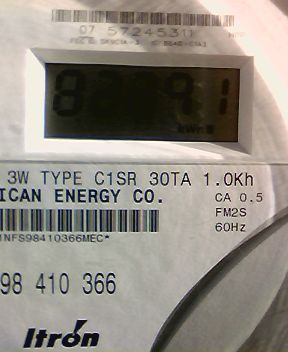 07 57245311
kWh
3W TYPE C1SR 30TA 1.0Kh
ICAN ENERGY CO.
CA 0.5
FM2S
60Hz
1NFS98410366MEC*
98 410 366
Itron